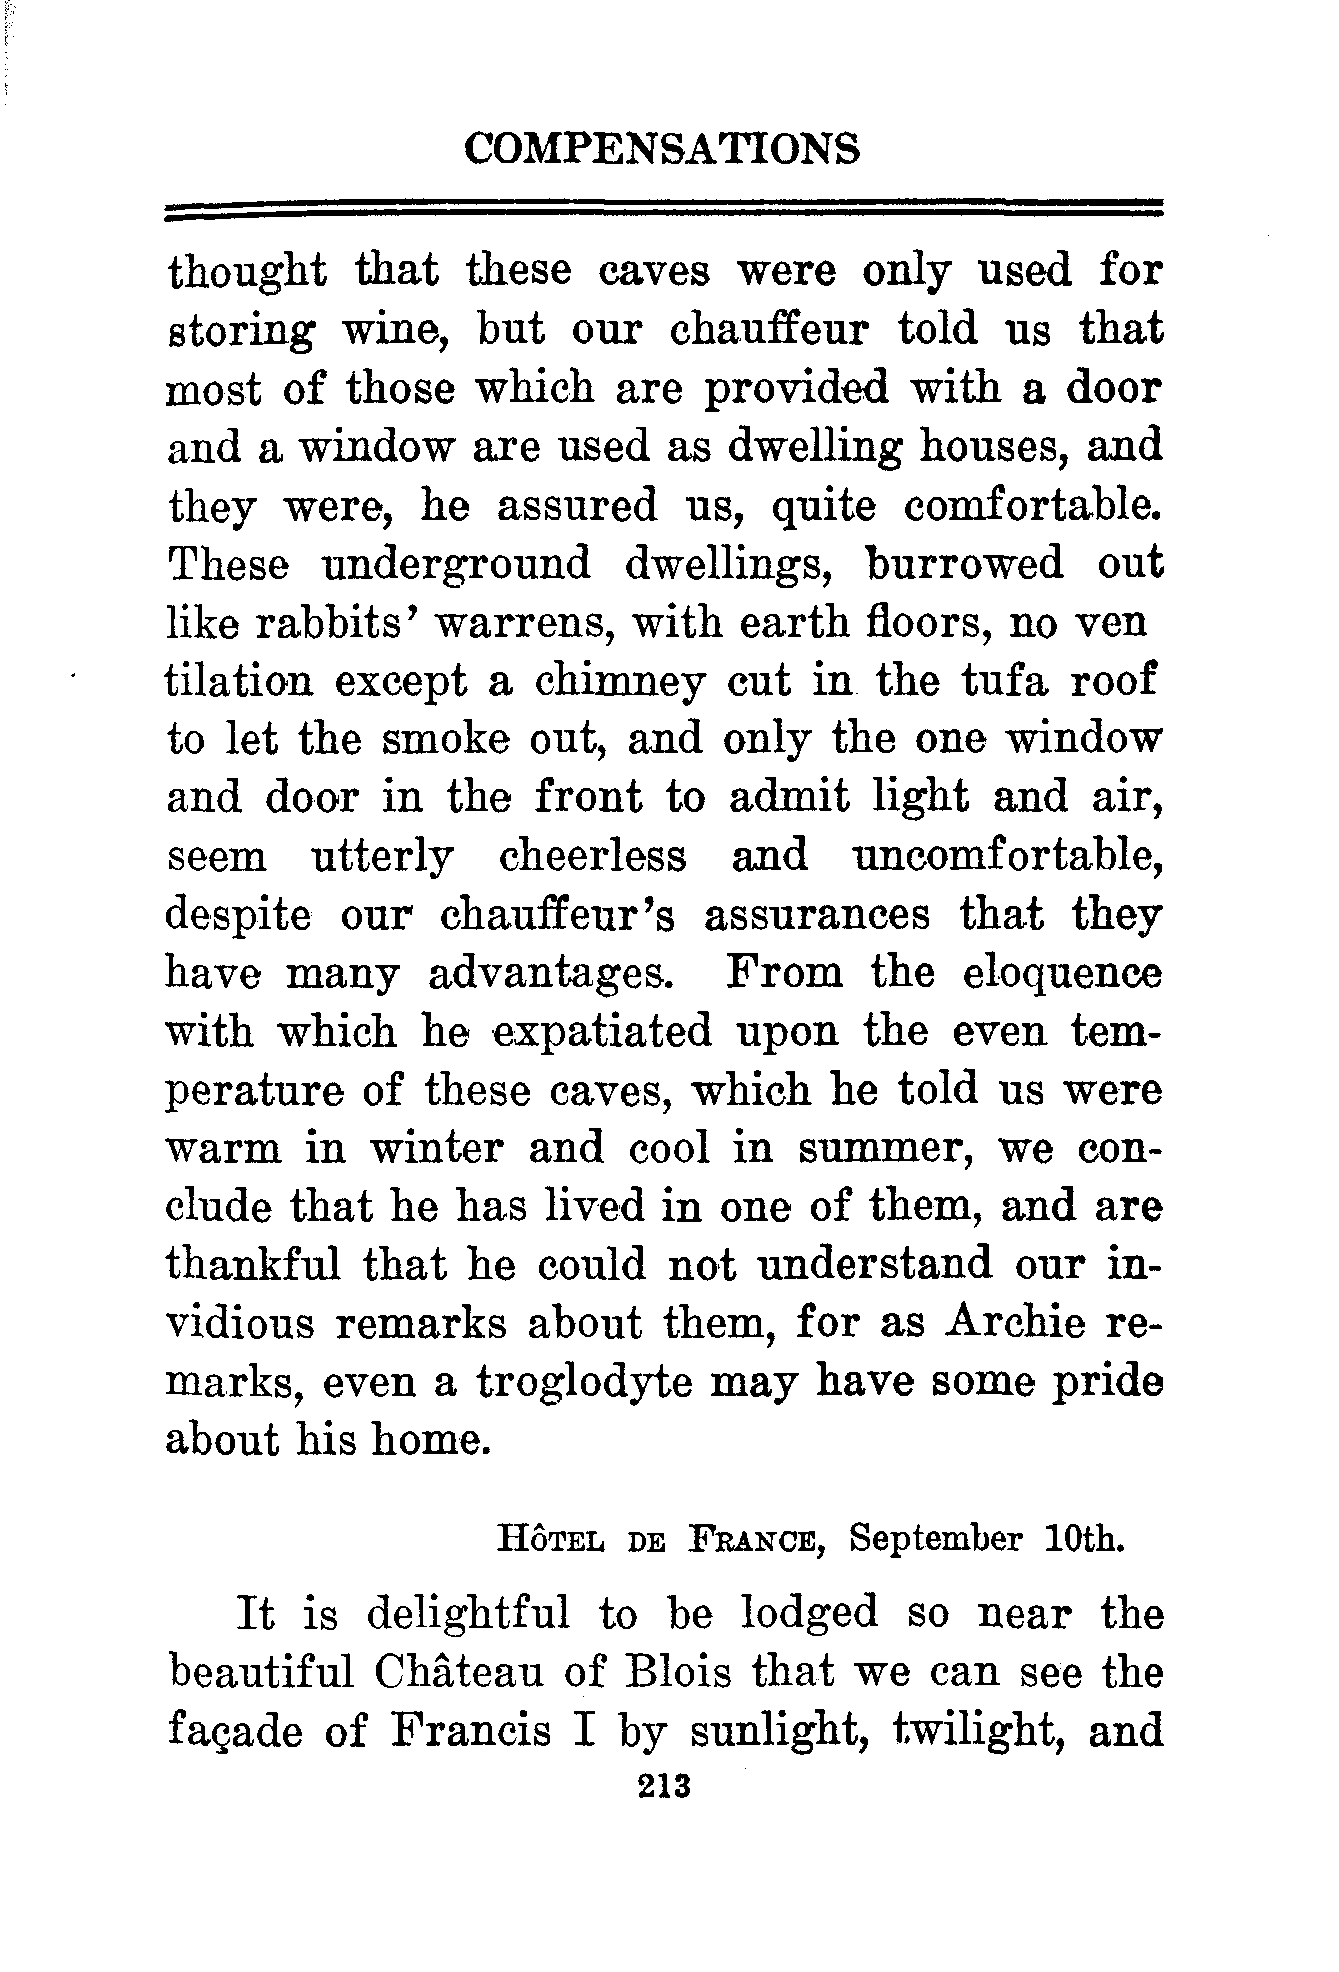 COMPENSATIONS
thought that these caves were only used for
storing wine, but our chauffeur told us that
most of those which are provided with a door
and a window are used as dwelling houses, and
they were, he assured us, quite comfortable.
These underground dwellings, burrowed out
like rabbits' warrens, with earth floors, no ven
tilation except a chimney cut in the tufa roof
to let the smoke out, and only the one window
and door in the front to admit light and air,
seem utterly cheerless and uncomfortable,
despite our chauffeur's assurances that they
have many advantages. From the eloquence
with which he expatiated upon the even tem-
perature of these caves, which he told us were
warm in winter and cool in summer, we con-
clude that he has lived in one of them, and are
thankful that he could not understand our in-
vidious remarks about them, for as Archie re-
marks, even a troglodyte may have some pride
about his home.
HÔTEL DE FRANCE, September 10th.
It is delightful to be lodged so near the
beautiful Château of Blois that we can see the
façade of Francis I by sunlight, twilight, and
213